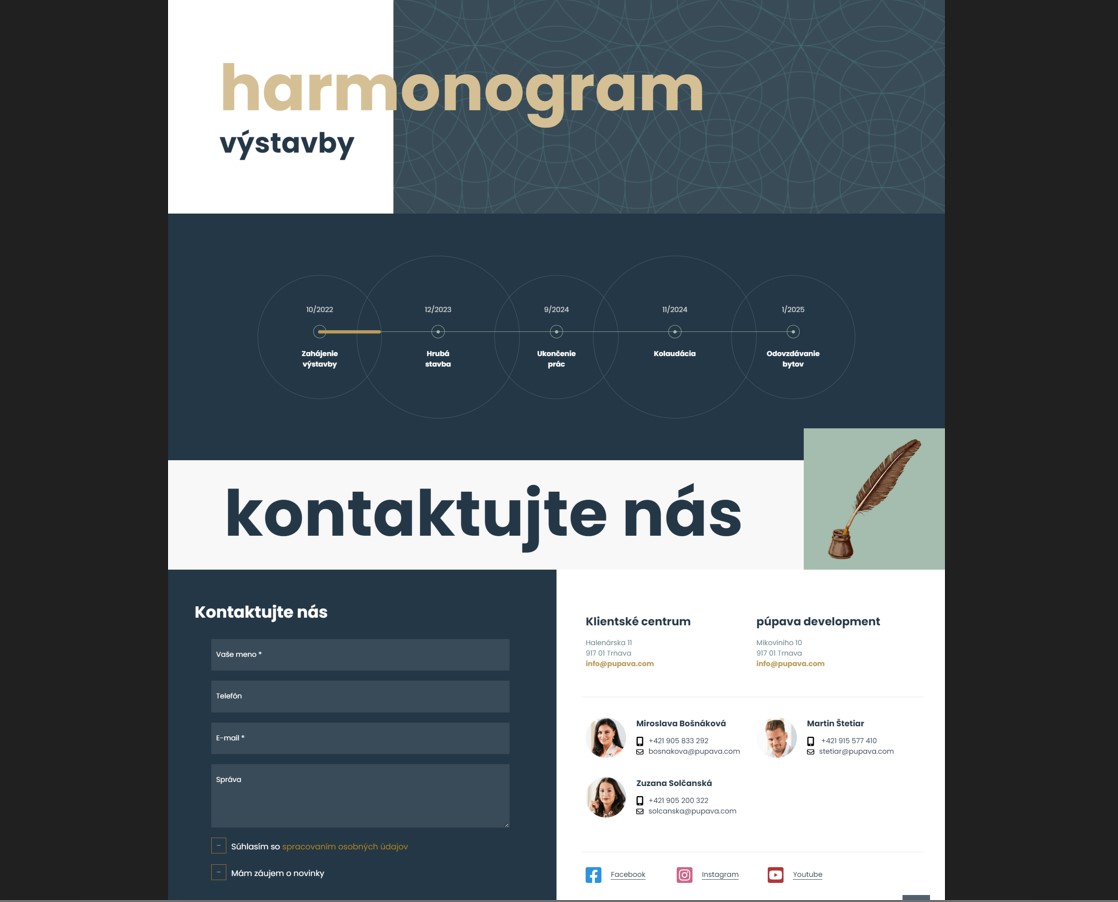 harmonogram
výstavby
10/2022
12/2023
9/2024
11/2024
1/2025
Zahájenie
výstavby
Hrubá
stavba
Ukončenie
prác
Kolaudácia
Odovzdávanie
bytov
kontaktujte nás
Kontaktujte nás
Vaše meno *
Telefón
E-mail *
Správa
Súhlasím so spracovaním osobných údajov
Mám záujem o novinky
Klientské centrum
Halenárska 11
917 01 Trnava
info@pupava.com
púpava development
Mikovíniho 10
917 01 Trnava
info@pupava.com
Miroslava Bošnáková
+421 905 833 292
bosnakova@pupava.com
Martin Štetiar
+421 915 577 410
stetiar@pupava.com
Zuzana Solčanská
+421 905 200 322
solcanska@pupava.com
Facebook
Instagram
Youtube